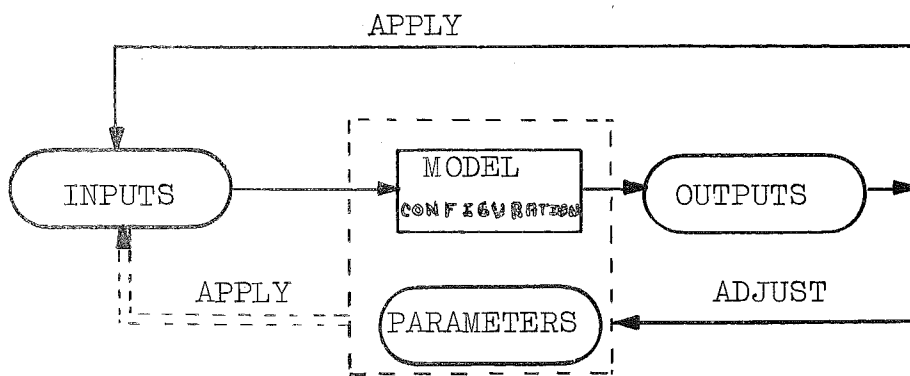 APPLY
INPUTS
MODEL
CONFIGURATION
OUTPUTS
APPLY
ADJUST
PARAMETERS